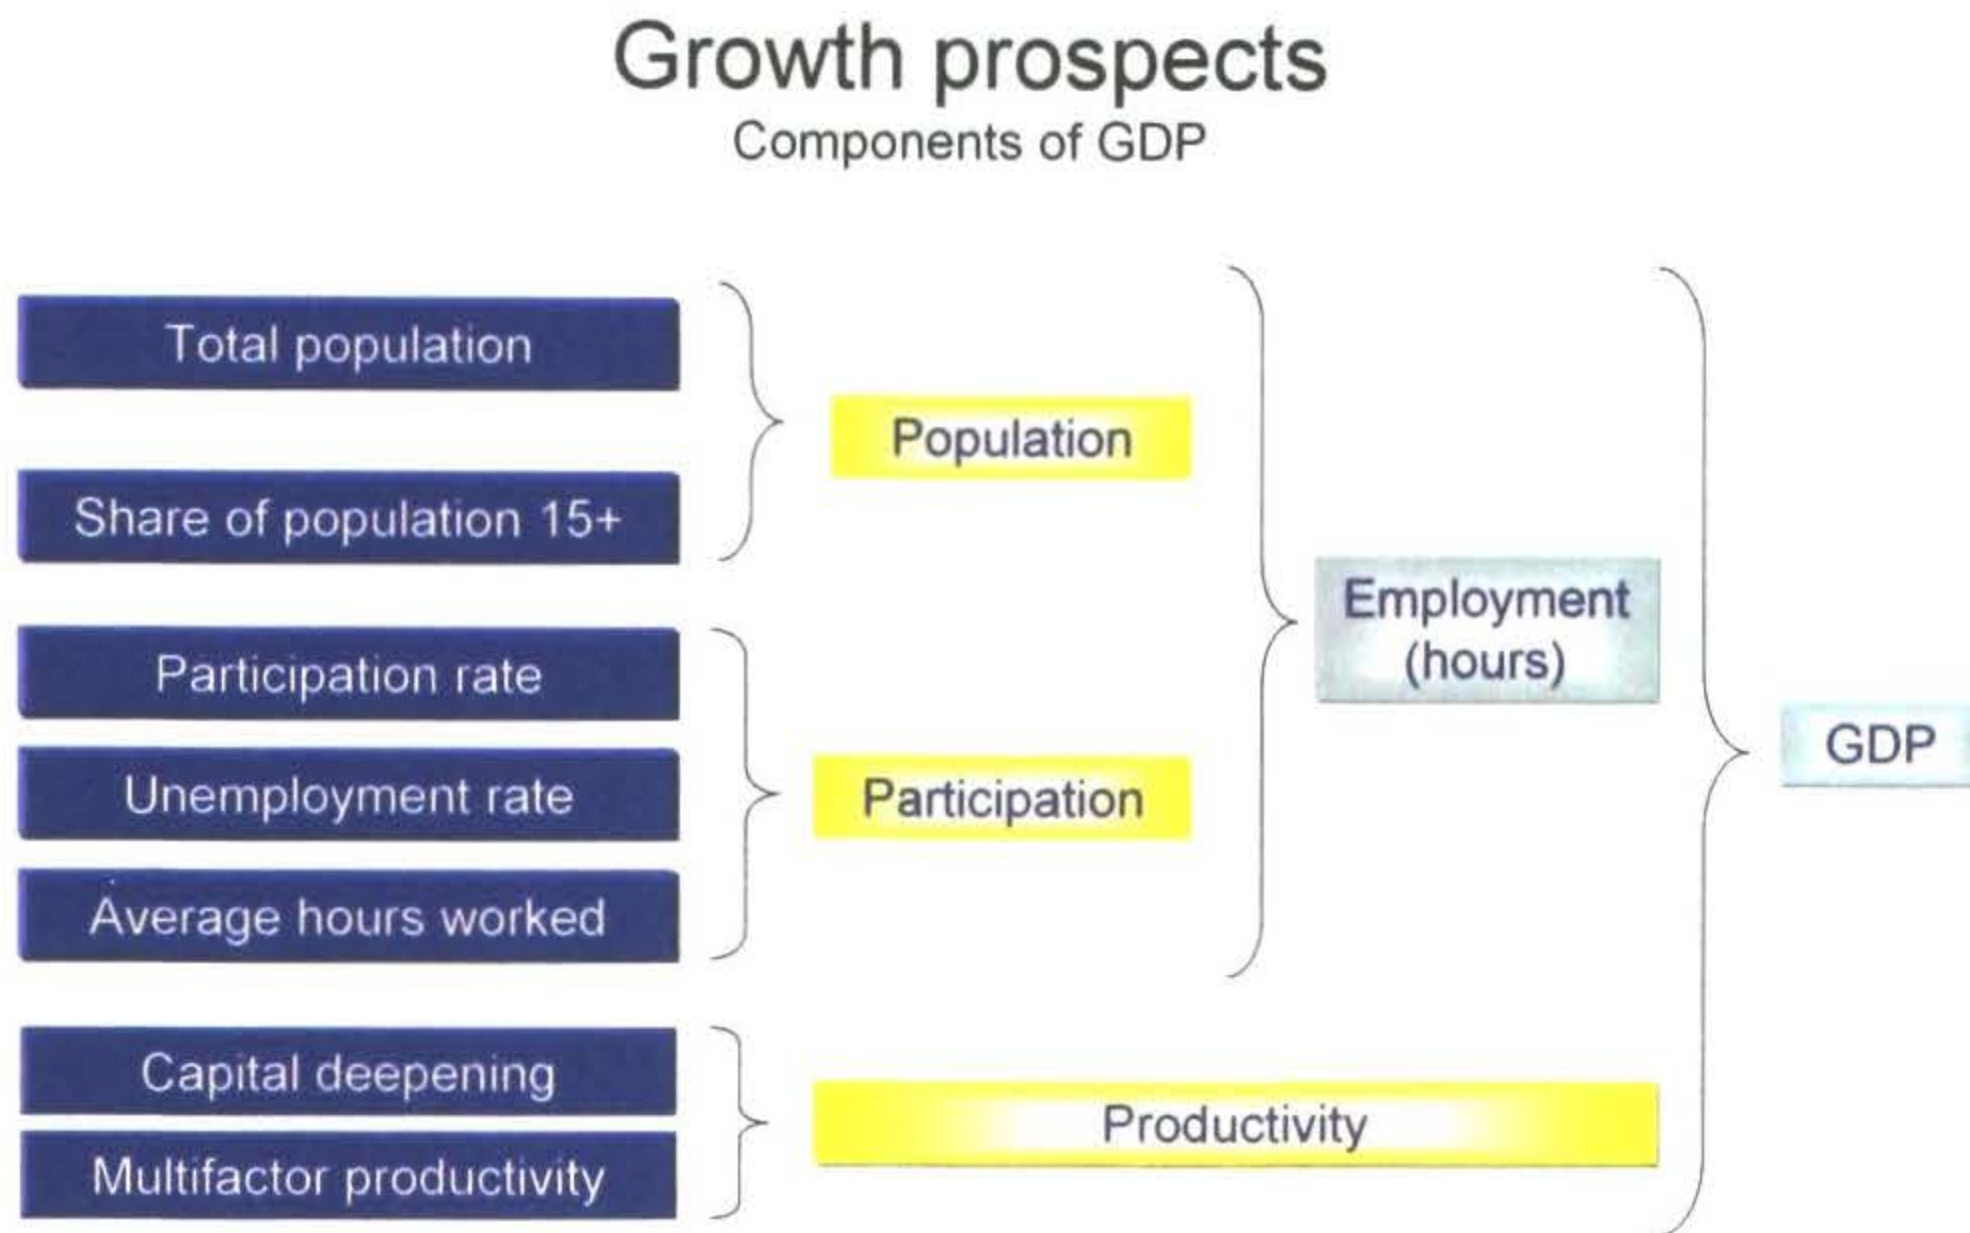 Growth prospects
Components of GDP
Total population
Share of population 15+
Population
Participation rate
Unemployment rate
Average hours worked
Participation
Employment
(hours)
Capital deepening
Multifactor productivity
Productivity
GDP